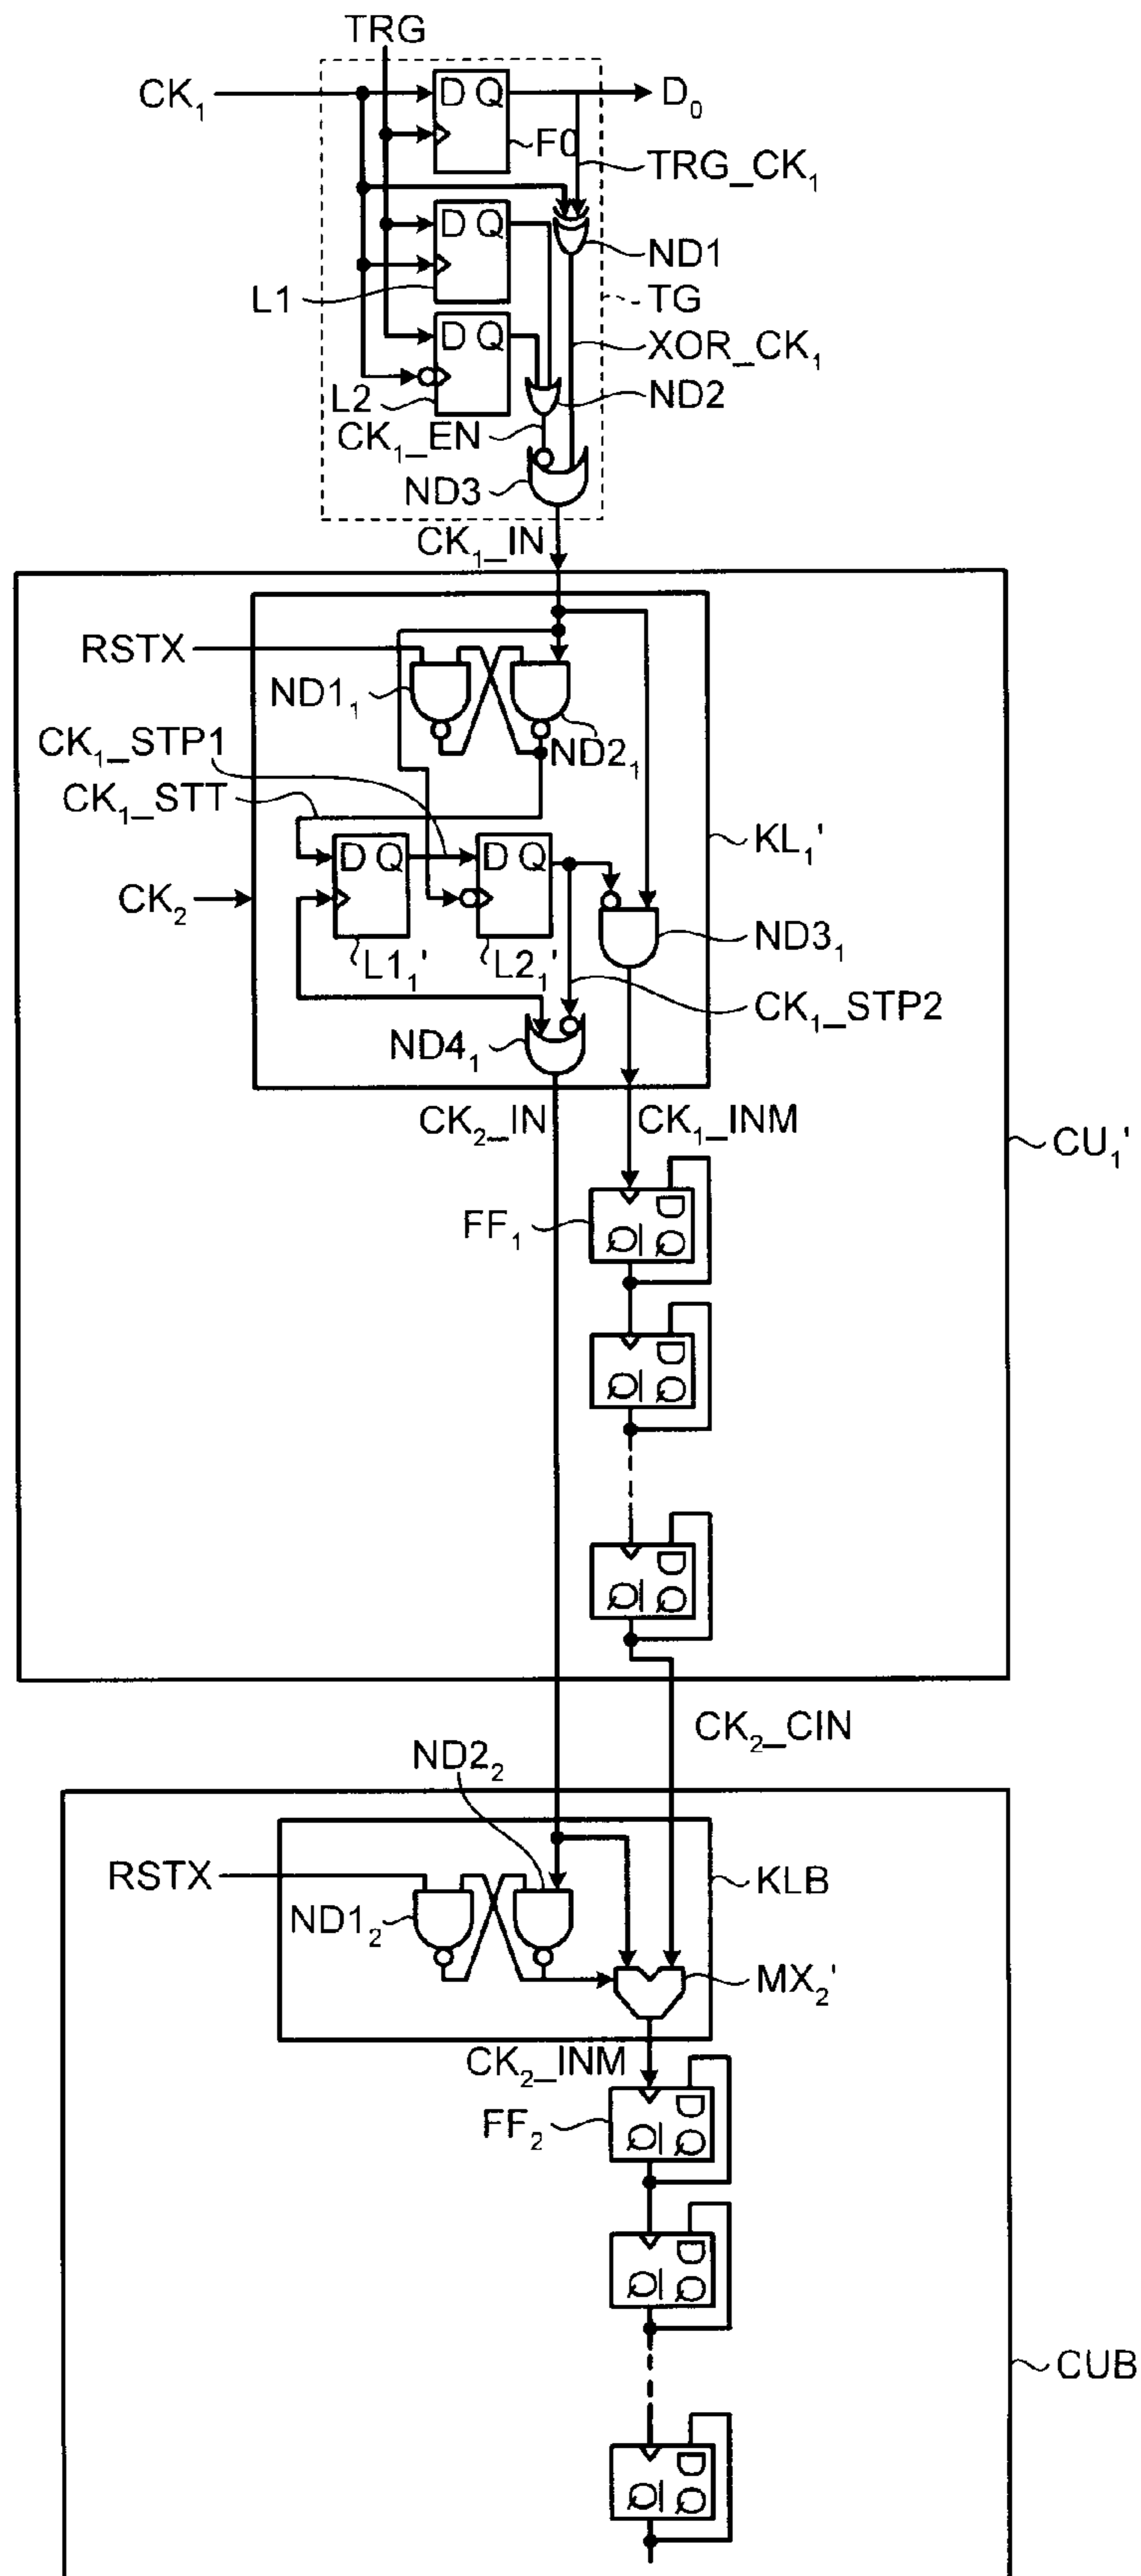 TRG
CK₁
D Q
D₀
F0
TRG_CK₁
D Q
ND1
L1
TG
D Q
XOR_CK₁
L2
ND2
CK₁_EN
ND3
CK₁_IN
RSTX
ND1₁
ND2₁
CK₁_STP1
CK₁_STT
KL₁'
D Q
D Q
CK₂
ND3₁
L1₁'
L2₁'
CK₁_STP2
ND4₁
CK₂_IN
CK₁_INM
CU₁'
FF₁
D Q
Q̅
D Q
Q̅
D Q
Q̅
CK₂_CIN
ND2₂
RSTX
KLB
ND1₂
MX₂'
CK₂_INM
FF₂
D Q
Q̅
D Q
Q̅
CUB
D Q
Q̅